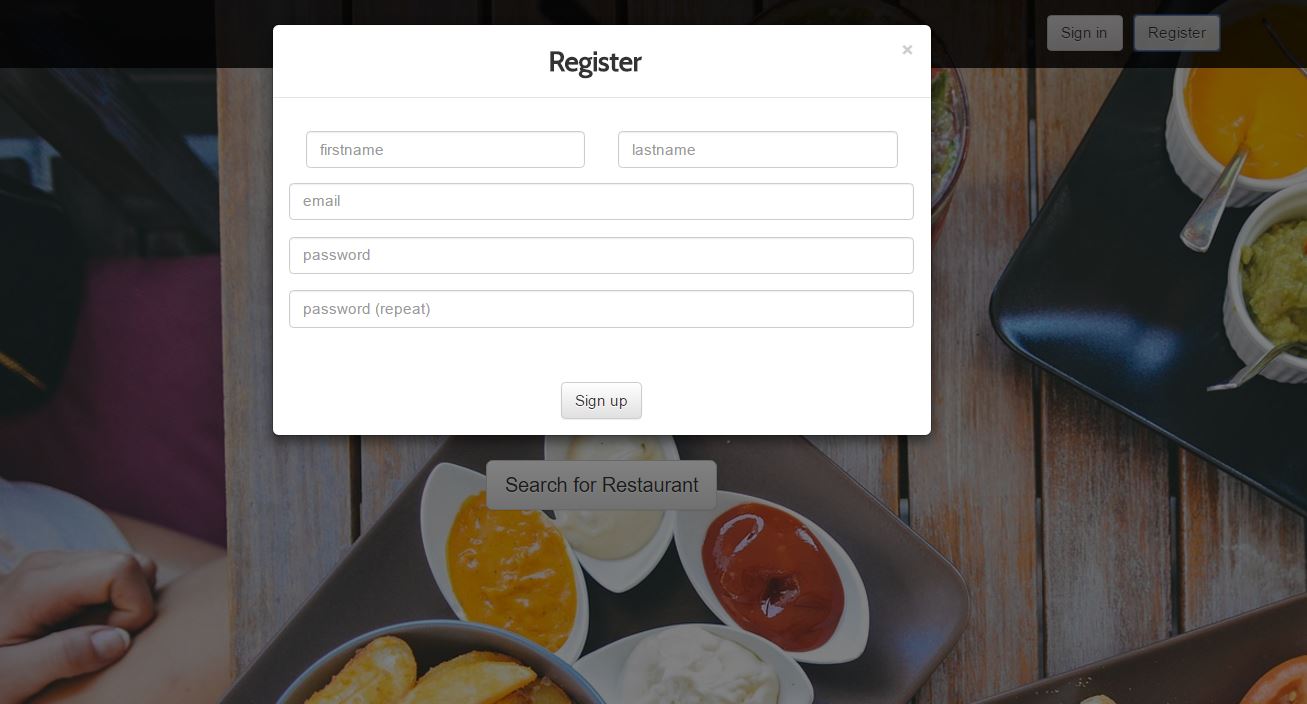 Sign in
Register
Register
×
firstname
lastname
email
password
password (repeat)
Sign up
Search for Restaurant